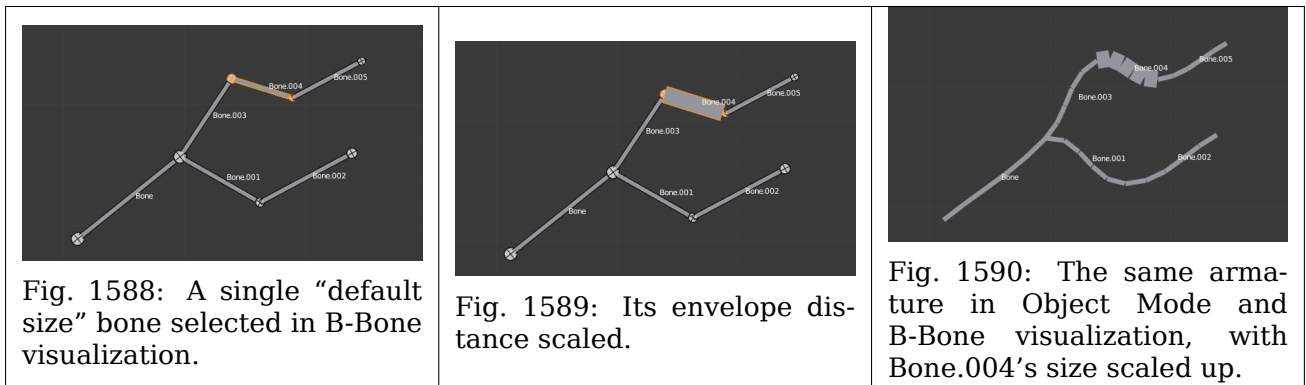 Bone.005
Bone.004
Bone.003
Bone.001
Bone.002
Bone
Fig. 1588: A single “default
size” bone selected in B-Bone
visualization.
Bone.005
Bone.004
Bone.003
Bone.001
Bone.002
Bone
Fig. 1589: Its envelope dis-
tance scaled.
Bone.005
Bone.004
Bone.003
Bone.001
Bone.002
Bone
Fig. 1590: The same arma-
ture in Object Mode and
B-Bone visualization, with
Bone.004’s size scaled up.